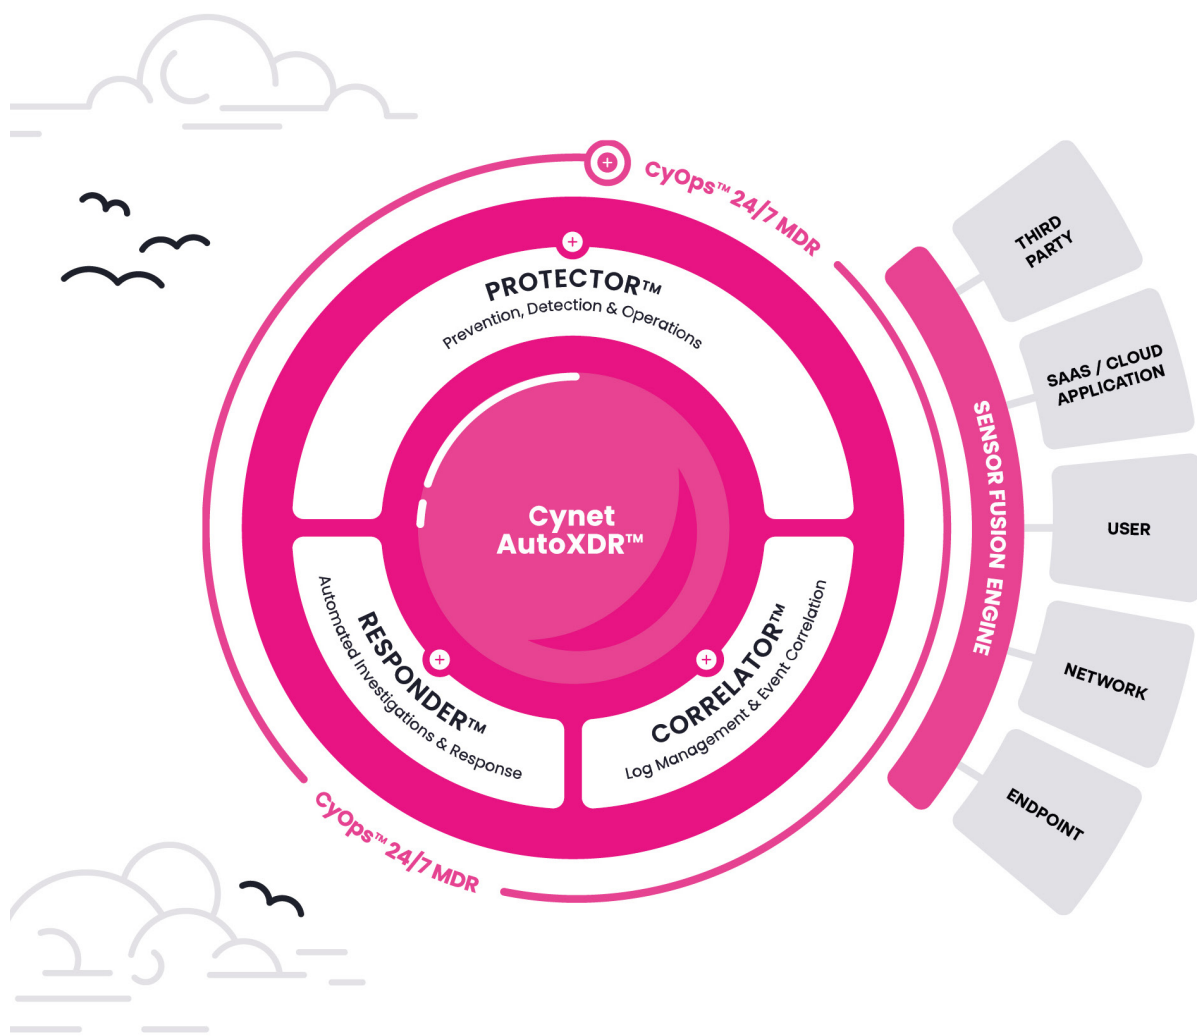 CyOps™ 24/7 MDR
PROTECTOR™
Prevention, Detection & Operations
Cynet
AutoXDR™
RESPONDER™
Automated Investigations & Response
CORRELATOR™
Log Management & Event Correlation
CyOps™ 24/7 MDR
SENSOR FUSION ENGINE
THIRD
PARTY
SAAS / CLOUD
APPLICATION
USER
NETWORK
ENDPOINT